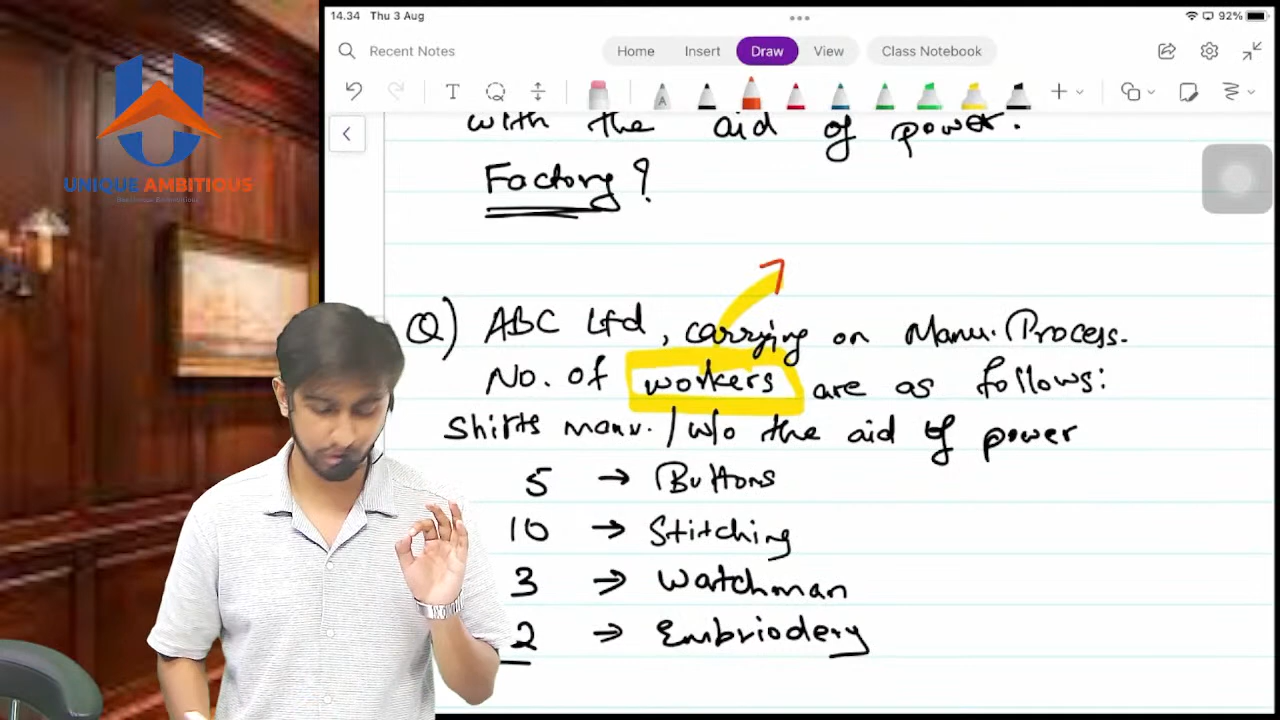 14.34 Thu 3 Aug
92%
Recent Notes
Home Insert Draw View Class Notebook
UNIQUE AMBITIOUS
with the aid of power.
Factory?
Q) ABC Ltd, carrying on Manu. Process.
No. of workers are as follows:
Shirts manu. / w/o the aid of power
5 → Buttons
10 → Stitching
3 → Watchman
2 → Embriodery